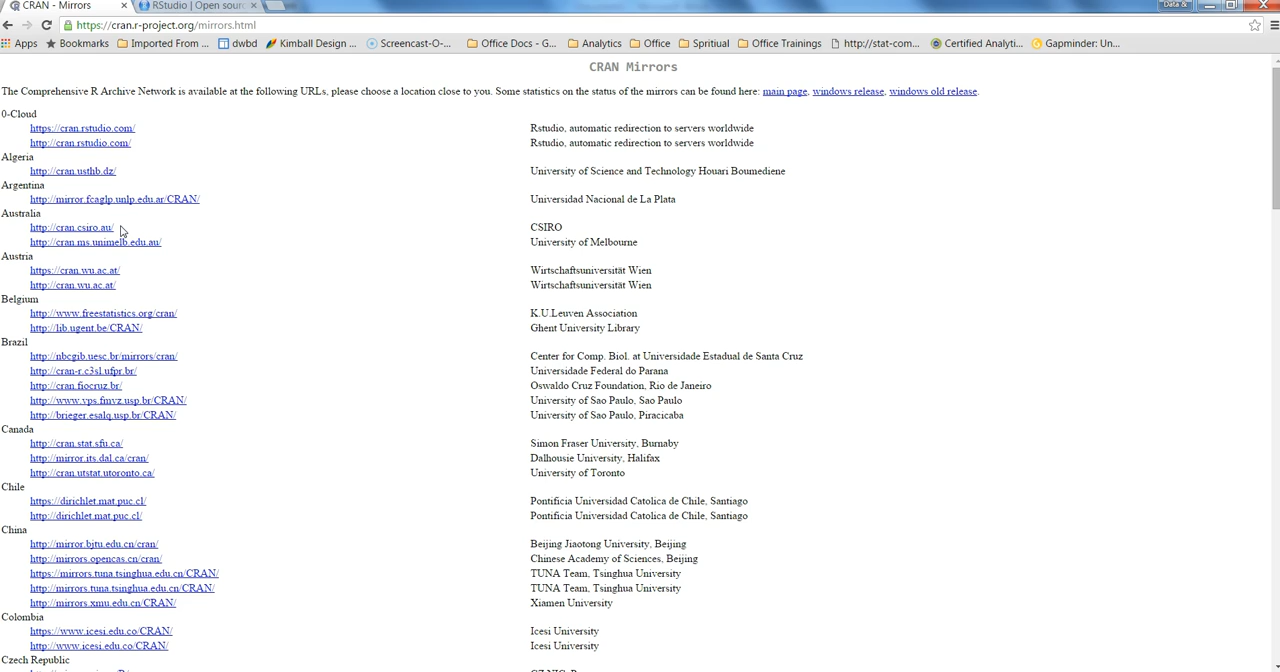 CRAN - Mirrors × RStudio | Open sour × Data &
https://cran.r-project.org/mirrors.html
Apps Bookmarks Imported From ... dwbd Kimball Design ... Screencast-O-... Office Docs - G... Analytics Office Spritiual Office Trainings http://stat-com... Certified Analyti... Gapminder: Un...
CRAN Mirrors
The Comprehensive R Archive Network is available at the following URLs, please choose a location close to you. Some statistics on the status of the mirrors can be found here: main page, windows release, windows old release.
0-Cloud
https://cran.rstudio.com/ Rstudio, automatic redirection to servers worldwide
http://cran.rstudio.com/ Rstudio, automatic redirection to servers worldwide
Algeria
http://cran.usthb.dz/ University of Science and Technology Houari Boumediene
Argentina
http://mirror.fcaglp.unlp.edu.ar/CRAN/ Universidad Nacional de La Plata
Australia
http://cran.csiro.au/ CSIRO
http://cran.ms.unimelb.edu.au/ University of Melbourne
Austria
https://cran.wu.ac.at/ Wirtschaftsuniversität Wien
http://cran.wu.ac.at/ Wirtschaftsuniversität Wien
Belgium
http://www.freestatistics.org/cran/ K.U.Leuven Association
http://lib.ugent.be/CRAN/ Ghent University Library
Brazil
http://nbcgib.uesc.br/mirrors/cran/ Center for Comp. Biol. at Universidade Estadual de Santa Cruz
http://cran-r.c3sl.ufpr.br/ Universidade Federal do Parana
http://cran.fiocruz.br/ Oswaldo Cruz Foundation, Rio de Janeiro
http://www.vps.fmvz.usp.br/CRAN/ University of Sao Paulo, Sao Paulo
http://brieger.esalq.usp.br/CRAN/ University of Sao Paulo, Piracicaba
Canada
http://cran.stat.sfu.ca/ Simon Fraser University, Burnaby
http://mirror.its.dal.ca/cran/ Dalhousie University, Halifax
http://cran.utstat.utoronto.ca/ University of Toronto
Chile
https://dirichlet.mat.puc.cl/ Pontificia Universidad Catolica de Chile, Santiago
http://dirichlet.mat.puc.cl/ Pontificia Universidad Catolica de Chile, Santiago
China
http://mirror.bjtu.edu.cn/cran/ Beijing Jiaotong University, Beijing
http://mirrors.opencas.cn/cran/ Chinese Academy of Sciences, Beijing
https://mirrors.tuna.tsinghua.edu.cn/CRAN/ TUNA Team, Tsinghua University
http://mirrors.tuna.tsinghua.edu.cn/CRAN/ TUNA Team, Tsinghua University
http://mirrors.xmu.edu.cn/CRAN/ Xiamen University
Colombia
https://www.icesi.edu.co/CRAN/ Icesi University
http://www.icesi.edu.co/CRAN/ Icesi University
Czech Republic